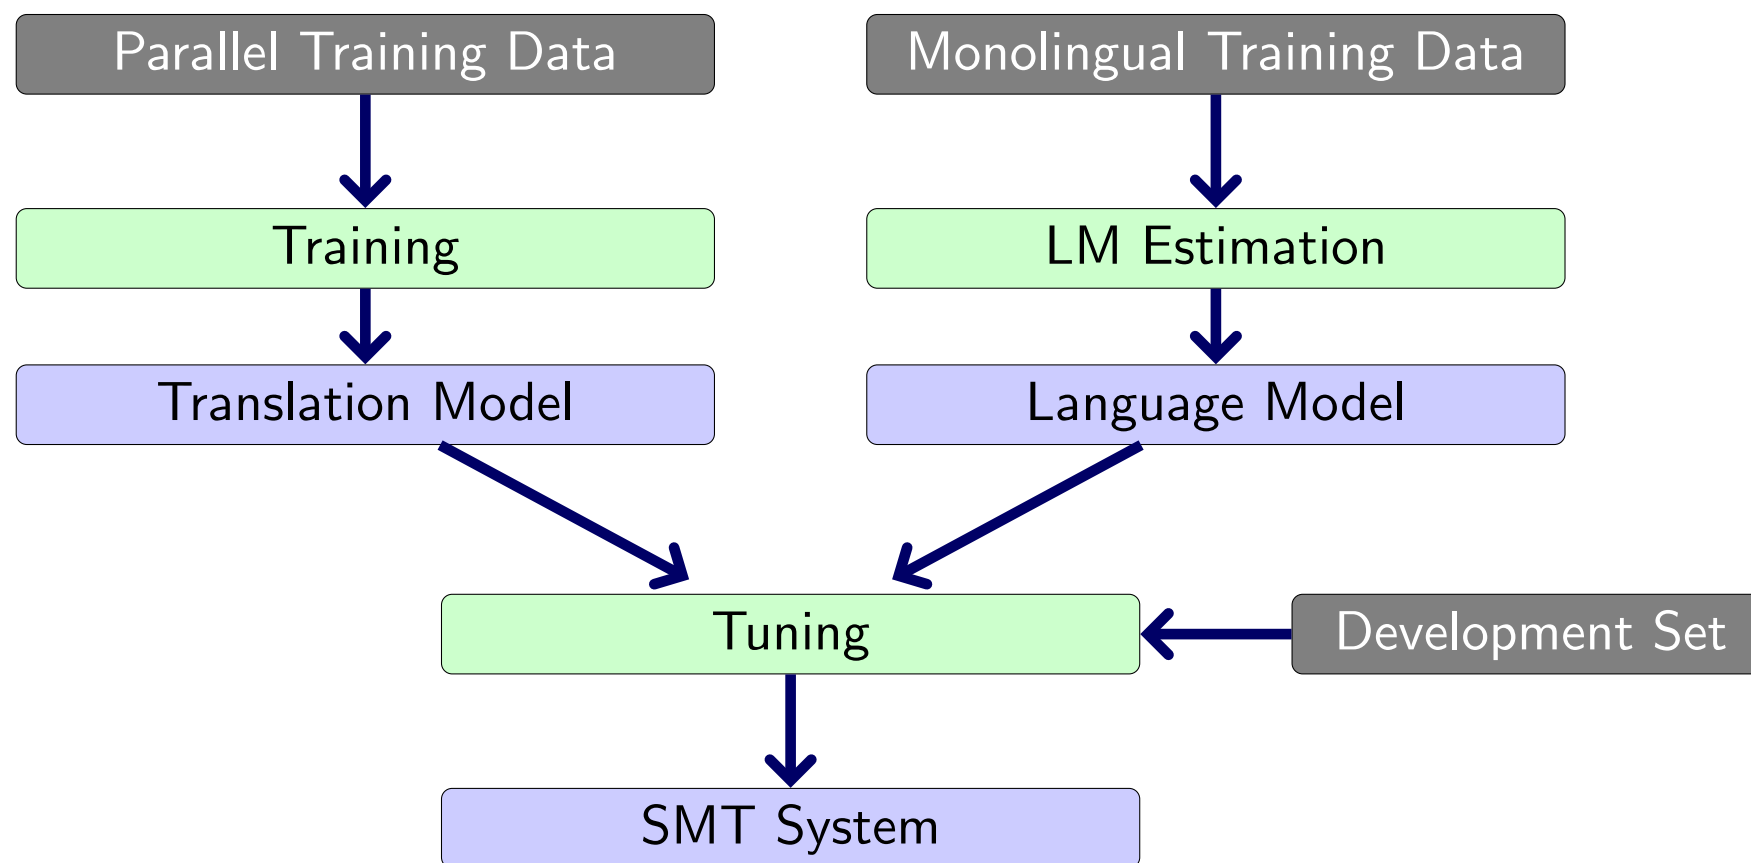 Parallel Training Data
Monolingual Training Data
Training
LM Estimation
Translation Model
Language Model
Tuning
Development Set
SMT System